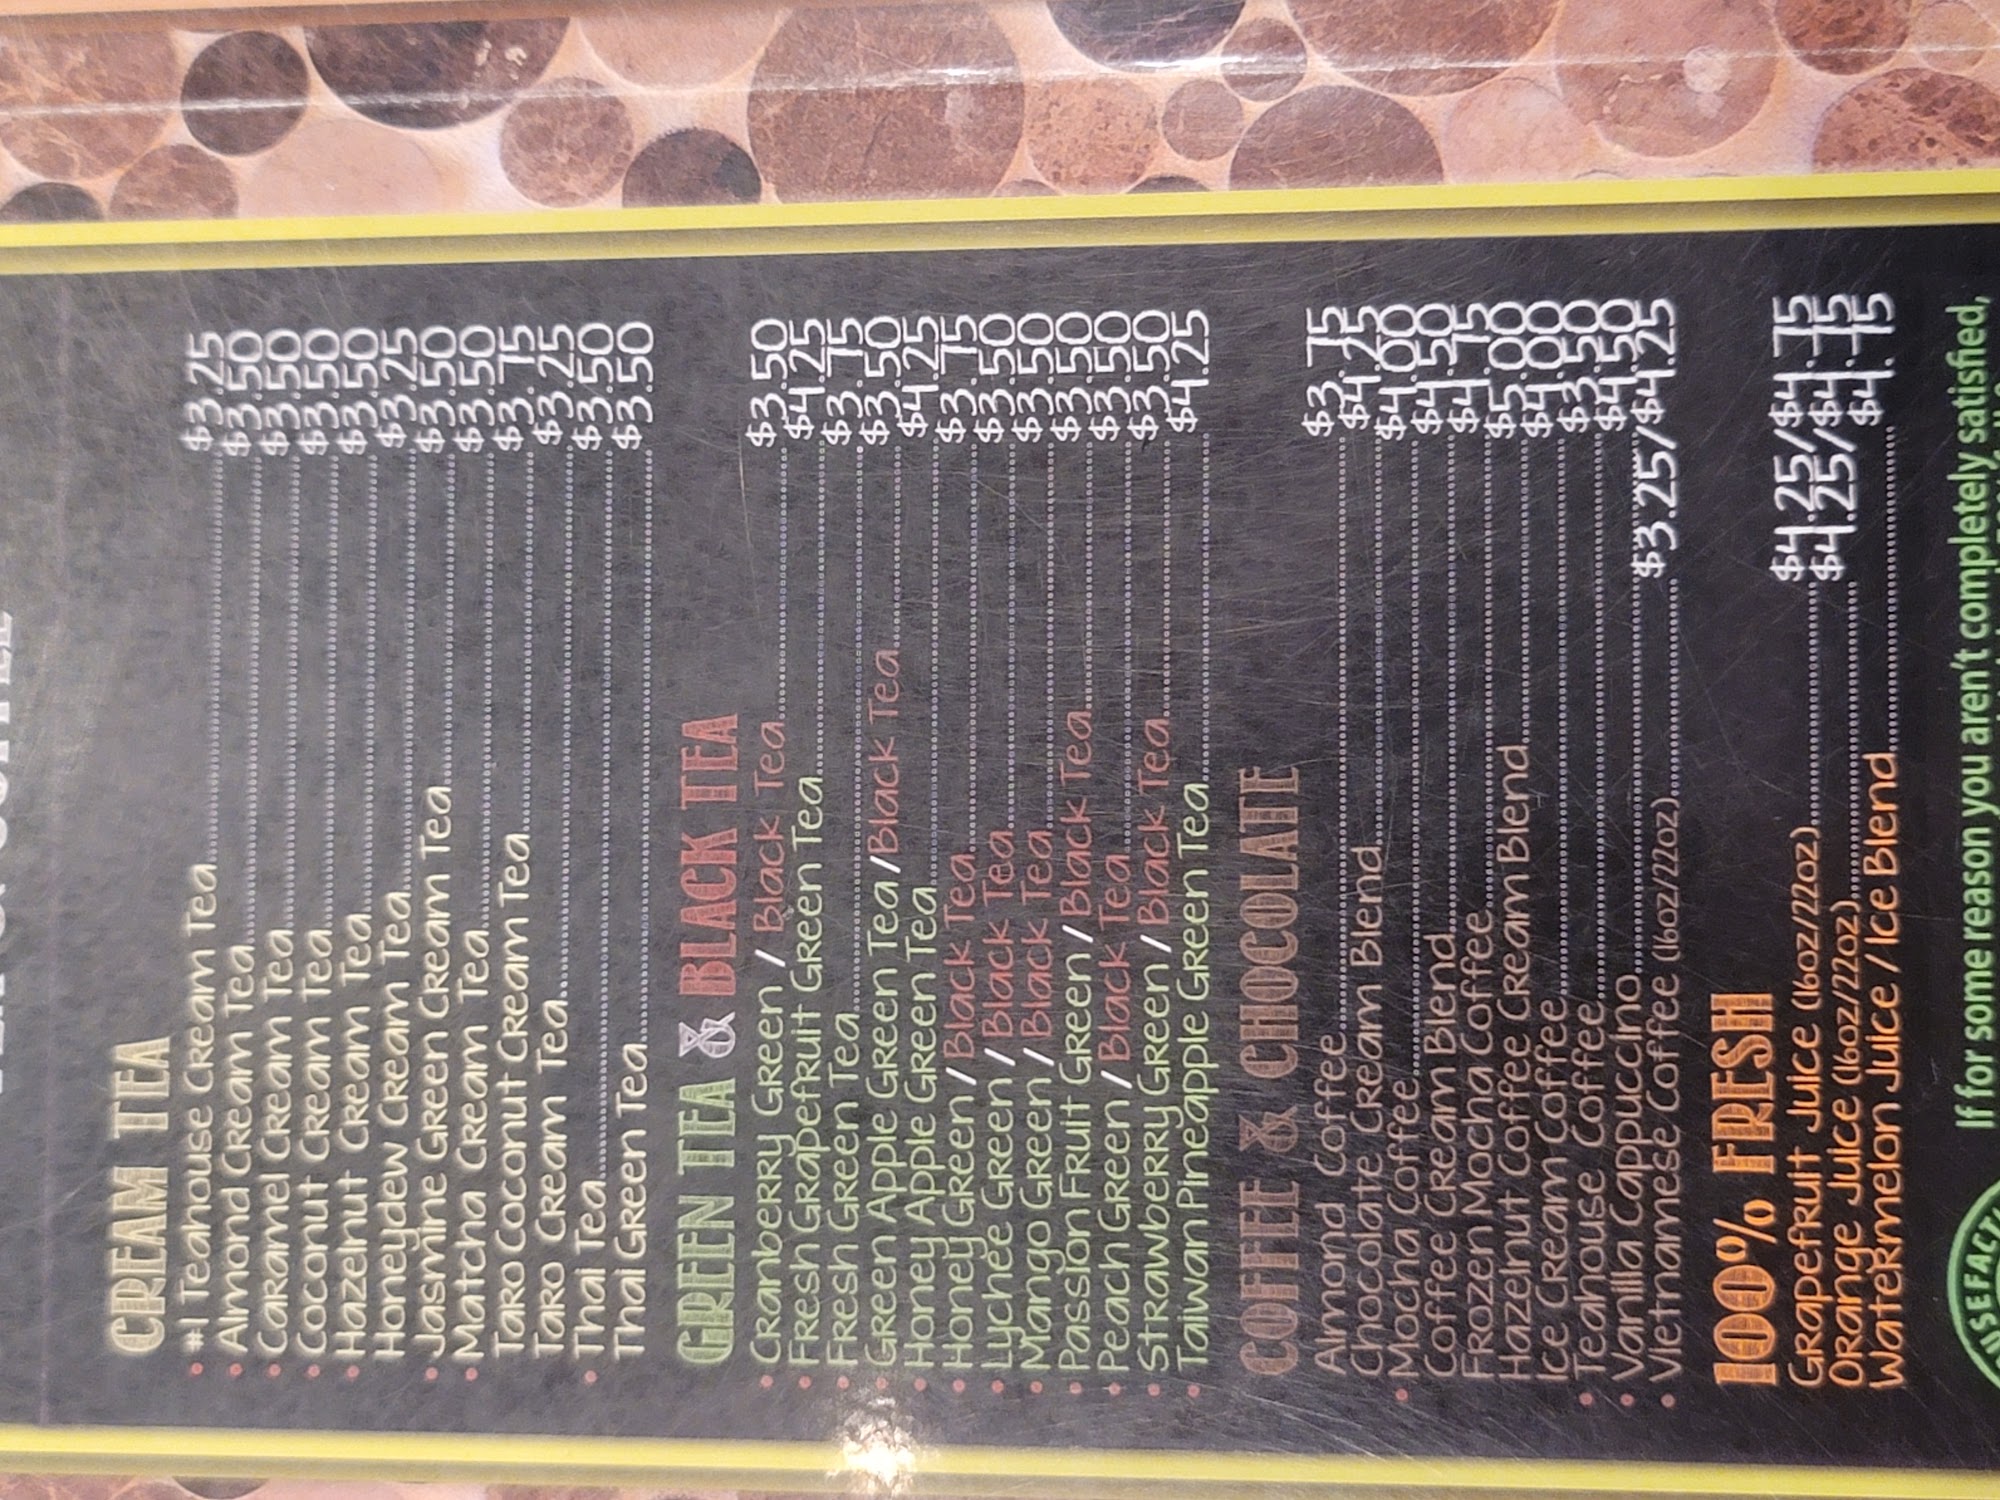 CREAM TEA
#1 Teahouse Cream Tea $3.25
Almond Cream Tea $3.50
Caramel Cream Tea $3.50
Coconut Cream Tea $3.50
Hazelnut Cream Tea $3.50
Honeydew Cream Tea $3.25
Jasmine Green Cream Tea $3.50
Matcha Cream Tea $3.50
Taro Coconut Cream Tea $3.75
Taro Cream Tea $3.25
Thai Tea $3.50
Thai Green Tea $3.50
GREEN TEA & BLACK TEA
Cranberry Green / Black Tea $3.50
Fresh Grapefruit Green Tea $4.25
Fresh Green Tea $3.75
Green Apple Green Tea / Black Tea $3.50
Honey Apple Green Tea $4.25
Honey Green / Black Tea $3.75
Lychee Green / Black Tea $3.50
Mango Green / Black Tea $3.50
Passion Fruit Green / Black Tea $3.50
Peach Green / Black Tea $3.50
Strawberry Green / Black Tea $3.50
Taiwan Pineapple Green Tea $4.25
COFFEE & CHOCOLATE
Almond Coffee $3.75
Chocolate Cream Blend $4.25
Mocha Coffee $4.00
Coffee Cream Blend $4.50
Frozen Mocha Coffee $4.75
Hazelnut Coffee Cream Blend $5.00
Ice Cream Coffee $4.00
Teahouse Coffee $3.50
Vanilla Cappuccino $4.50
Vietnamese Coffee (16oz/22oz) $3.25/$4.25
100% FRESH
Grapefruit Juice (16oz/22oz) $4.25/$4.75
Orange Juice (16oz/22oz) $4.25/$4.75
Watermelon Juice / Ice Blend $4.75
If for some reason you aren't completely satisfied,